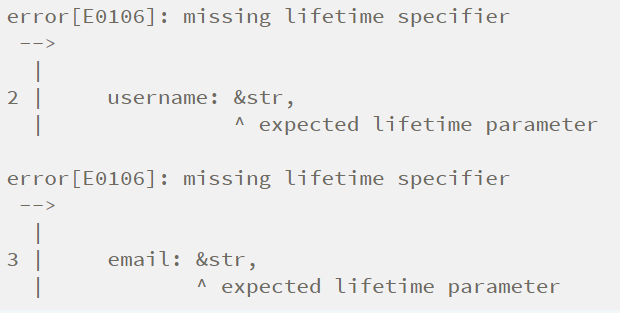 error[E0106]: missing lifetime specifier
 -->
  |
2 |     username: &str,
  |               ^ expected lifetime parameter

error[E0106]: missing lifetime specifier
 -->
  |
3 |     email: &str,
  |            ^ expected lifetime parameter